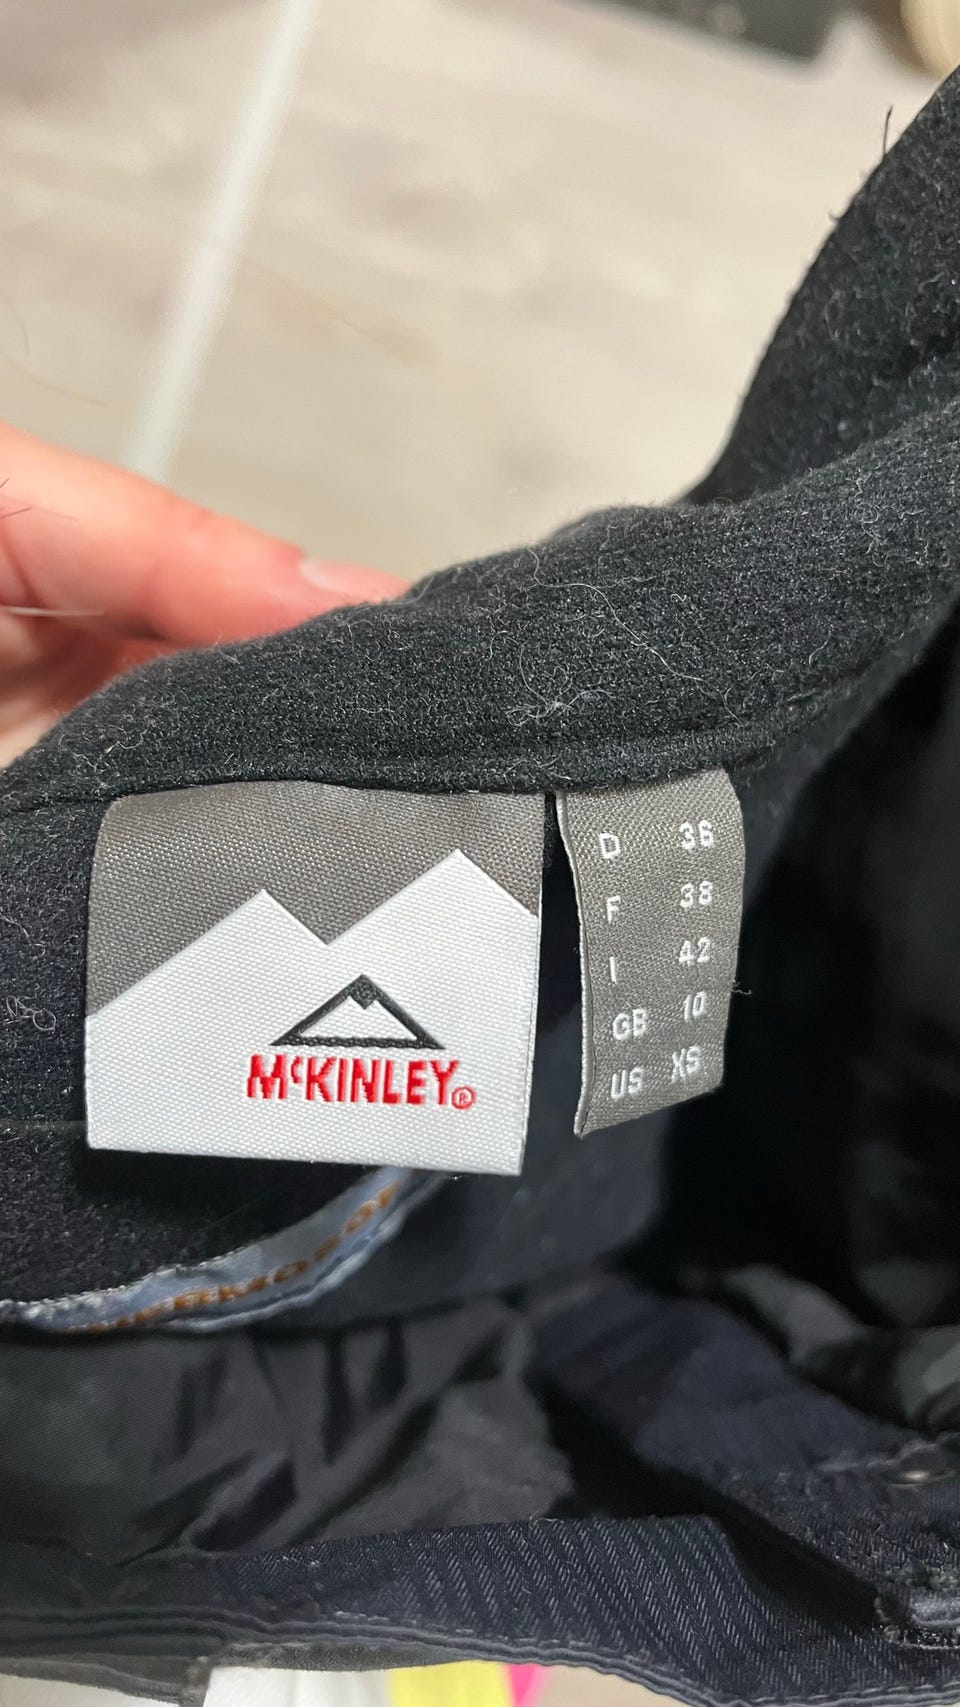 McKINLEY®
D 36
F 38
I 42
GB 10
US XS